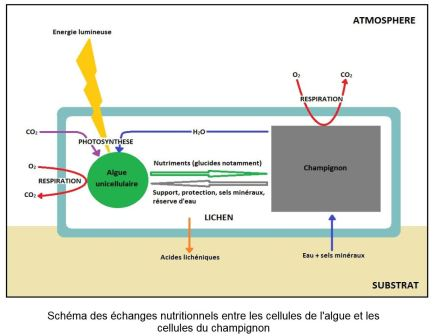 ATMOSPHERE
Energie lumineuse
O₂
CO₂
RESPIRATION
CO₂
H₂O
PHOTOSYNTHESE
O₂
Nutriments (glucides notamment)
Algue
unicellulaire
Champignon
RESPIRATION
Support, protection, sels minéraux,
réserve d'eau
CO₂
LICHEN
Acides lichéniques
Eau + sels minéraux
SUBSTRAT
Schéma des échanges nutritionnels entre les cellules de l'algue et les
cellules du champignon